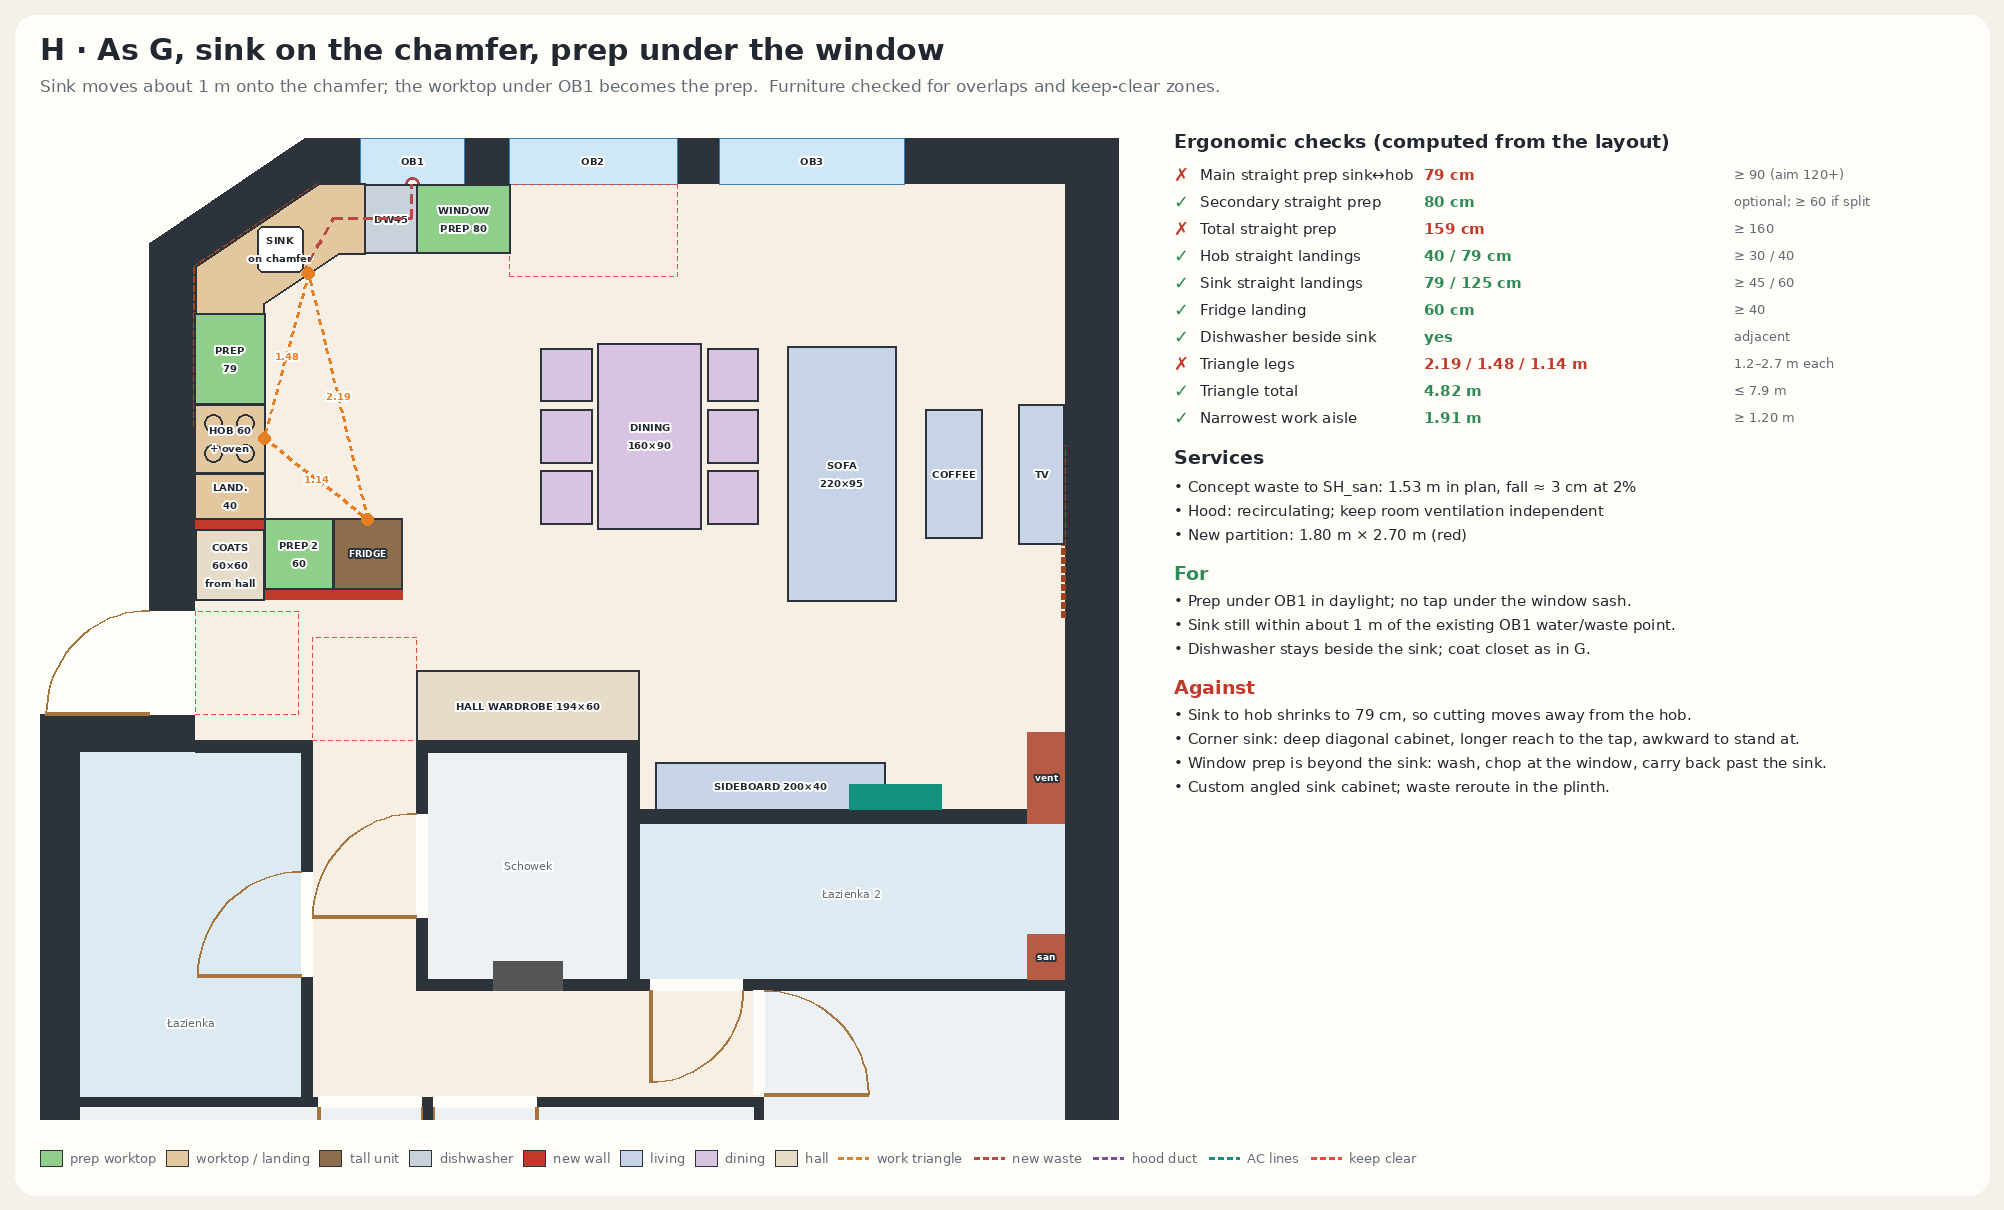 H · As G, sink on the chamfer, prep under the window
Sink moves about 1 m onto the chamfer; the worktop under OB1 becomes the prep.  Furniture checked for overlaps and keep-clear zones.
OB1
OB2
OB3
SINK
on chamfer
DW45
WINDOW
PREP 80
PREP
79
1.48
2.19
HOB 60
+ oven
1.14
LAND.
40
COATS
60×60
from hall
PREP 2
60
FRIDGE
DINING
160×90
SOFA
220×95
COFFEE
TV
HALL WARDROBE 194×60
SIDEBOARD 200×40
vent
Schowek
Łazienka 2
san
Łazienka
Ergonomic checks (computed from the layout)
✗ Main straight prep sink↔hob 79 cm ≥ 90 (aim 120+)
✓ Secondary straight prep 80 cm optional; ≥ 60 if split
✗ Total straight prep 159 cm ≥ 160
✓ Hob straight landings 40 / 79 cm ≥ 30 / 40
✓ Sink straight landings 79 / 125 cm ≥ 45 / 60
✓ Fridge landing 60 cm ≥ 40
✓ Dishwasher beside sink yes adjacent
✗ Triangle legs 2.19 / 1.48 / 1.14 m 1.2–2.7 m each
✓ Triangle total 4.82 m ≤ 7.9 m
✓ Narrowest work aisle 1.91 m ≥ 1.20 m
Services
• Concept waste to SH_san: 1.53 m in plan, fall ≈ 3 cm at 2%
• Hood: recirculating; keep room ventilation independent
• New partition: 1.80 m × 2.70 m (red)
For
• Prep under OB1 in daylight; no tap under the window sash.
• Sink still within about 1 m of the existing OB1 water/waste point.
• Dishwasher stays beside the sink; coat closet as in G.
Against
• Sink to hob shrinks to 79 cm, so cutting moves away from the hob.
• Corner sink: deep diagonal cabinet, longer reach to the tap, awkward to stand at.
• Window prep is beyond the sink: wash, chop at the window, carry back past the sink.
• Custom angled sink cabinet; waste reroute in the plinth.
prep worktop worktop / landing tall unit dishwasher new wall living dining hall work triangle new waste hood duct AC lines keep clear